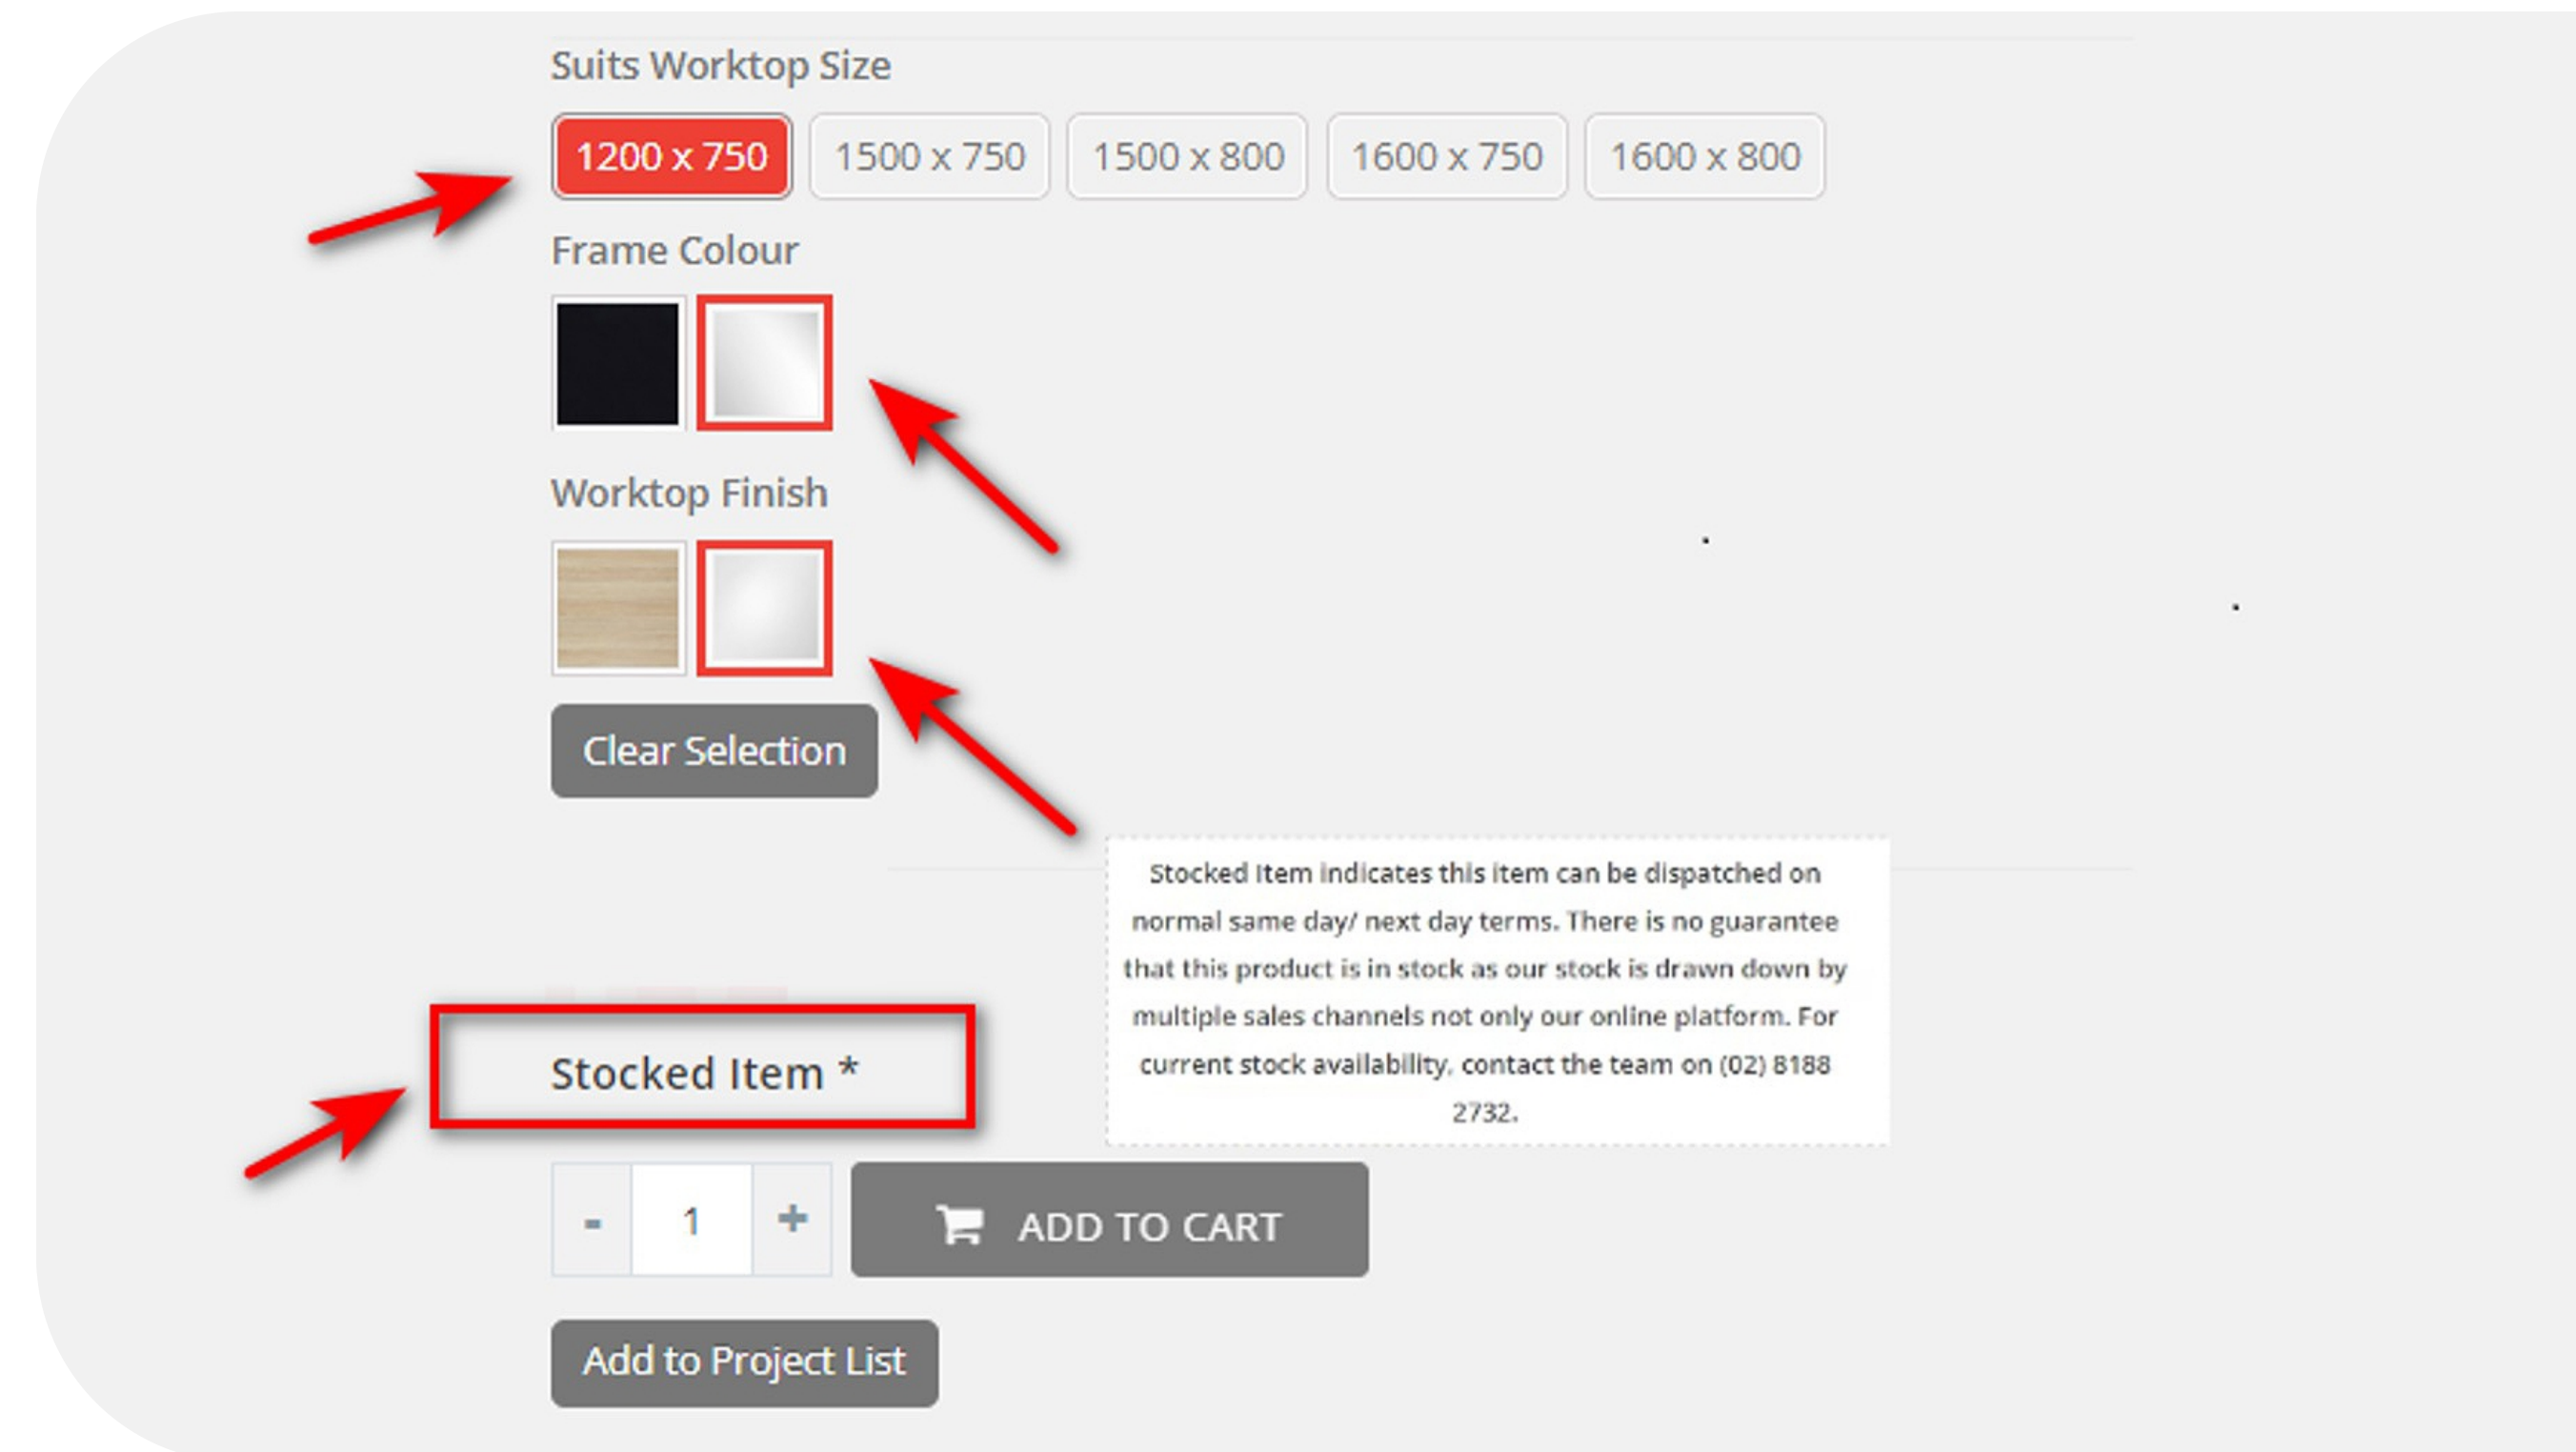 Suits Worktop Size
1200 x 750 1500 x 750 1500 x 800 1600 x 750 1600 x 800
Frame Colour
Worktop Finish
Clear Selection
Stocked Item indicates this item can be dispatched on
normal same day/ next day terms. There is no guarantee
that this product is in stock as our stock is drawn down by
multiple sales channels not only our online platform. For
current stock availability, contact the team on (02) 8188
2732.
Stocked Item *
- 1 + ADD TO CART
Add to Project List